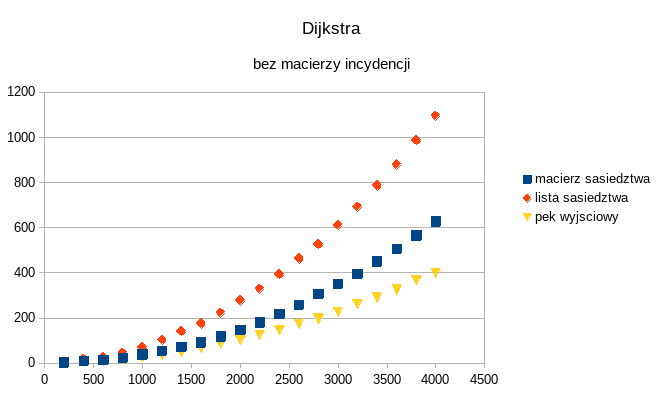 Dijkstra
bez macierzy incydencji
1200
1000
800
600
400
200
0
0 500 1000 1500 2000 2500 3000 3500 4000 4500
macierz sasiedztwa
lista sasiedztwa
pek wyjsciowy